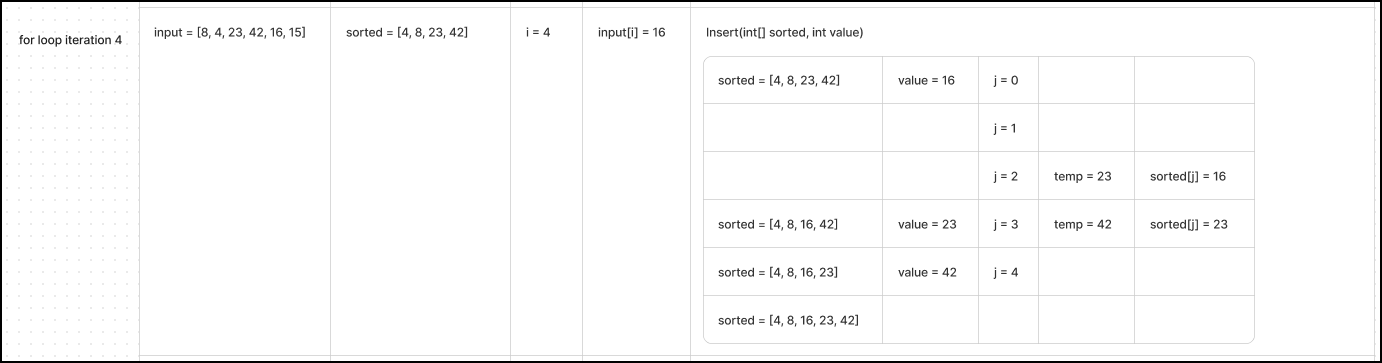 for loop iteration 4
input = [8, 4, 23, 42, 16, 15]
sorted = [4, 8, 23, 42]
i = 4
input[i] = 16
Insert(int[] sorted, int value)
sorted = [4, 8, 23, 42] value = 16 j = 0
j = 1
j = 2 temp = 23 sorted[j] = 16
sorted = [4, 8, 16, 42] value = 23 j = 3 temp = 42 sorted[j] = 23
sorted = [4, 8, 16, 23] value = 42 j = 4
sorted = [4, 8, 16, 23, 42]